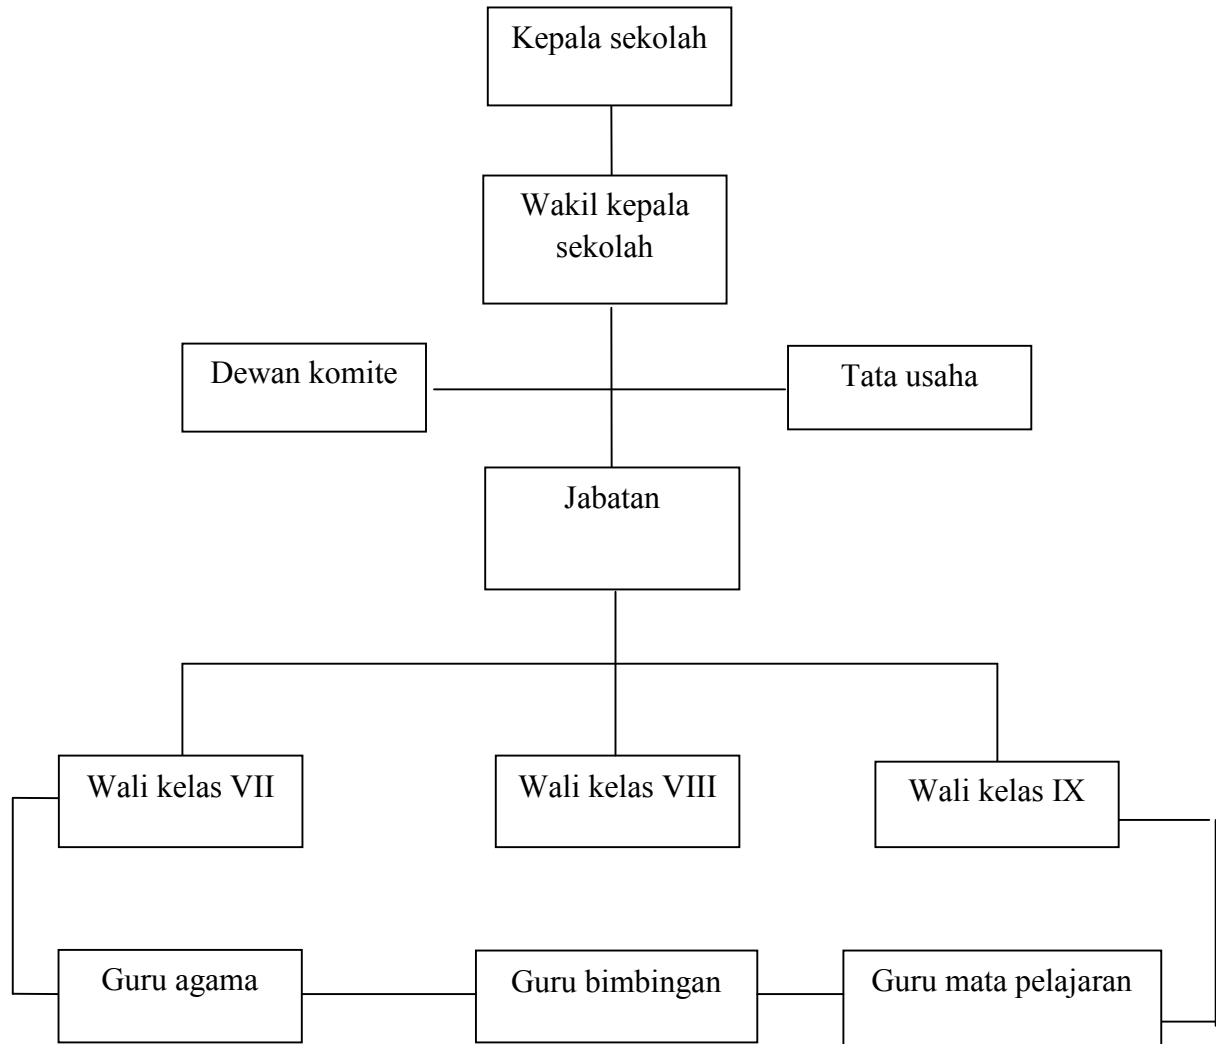 Kepala sekolah
Wakil kepala
sekolah
Dewan komite
Tata usaha
Jabatan
Wali kelas VII
Wali kelas VIII
Wali kelas IX
Guru agama
Guru bimbingan
Guru mata pelajaran